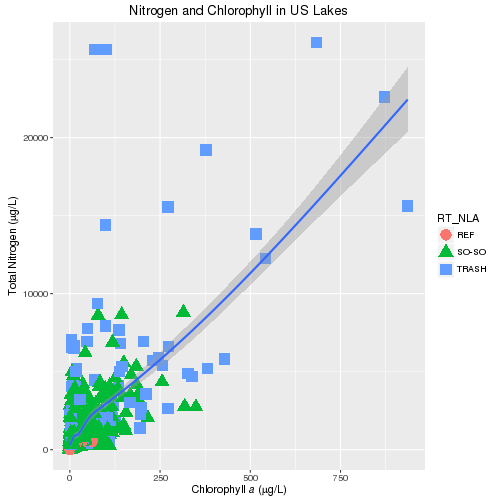 Nitrogen and Chlorophyll in US Lakes
Total Nitrogen (μg/L)
20000
10000
0
0
250
500
750
Chlorophyll a (μg/L)
RT_NLA
REF
SO-SO
TRASH